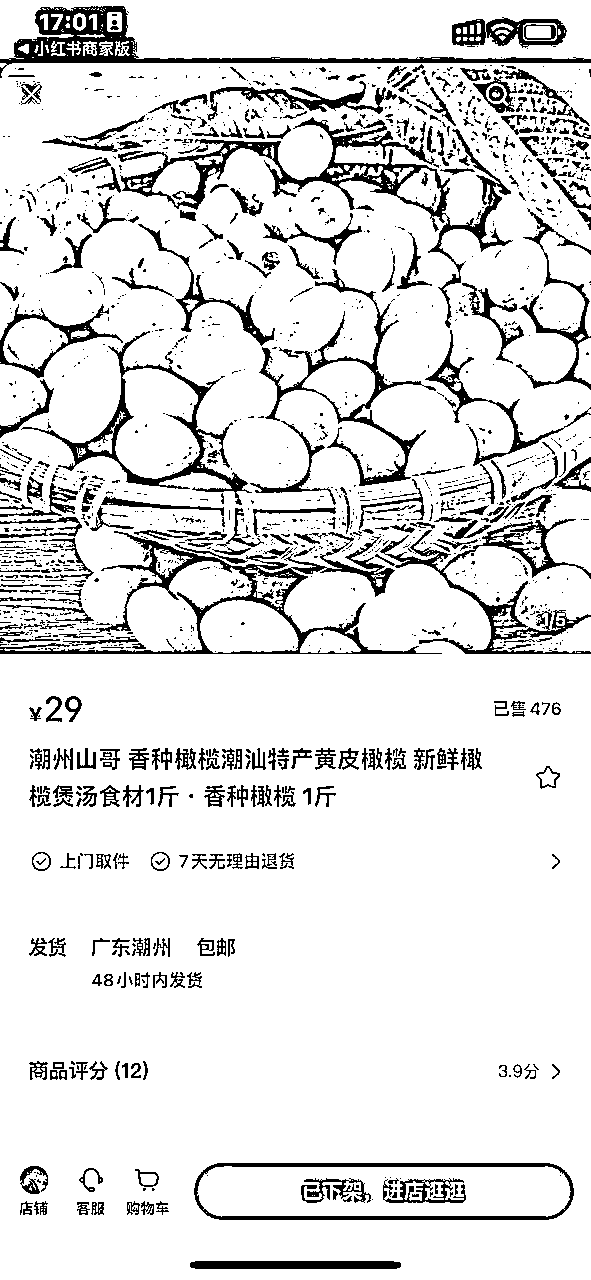 17:01
小红书商家版
1/5
¥29
已售 476
潮州山哥 香种橄榄潮汕特产黄皮橄榄 新鲜橄
榄煲汤食材1斤 · 香种橄榄 1斤
上门取件 7天无理由退货
发货 广东潮州 包邮
48小时内发货
商品评分 (12)
3.9分
店铺 客服 购物车
已下架，进店逛逛